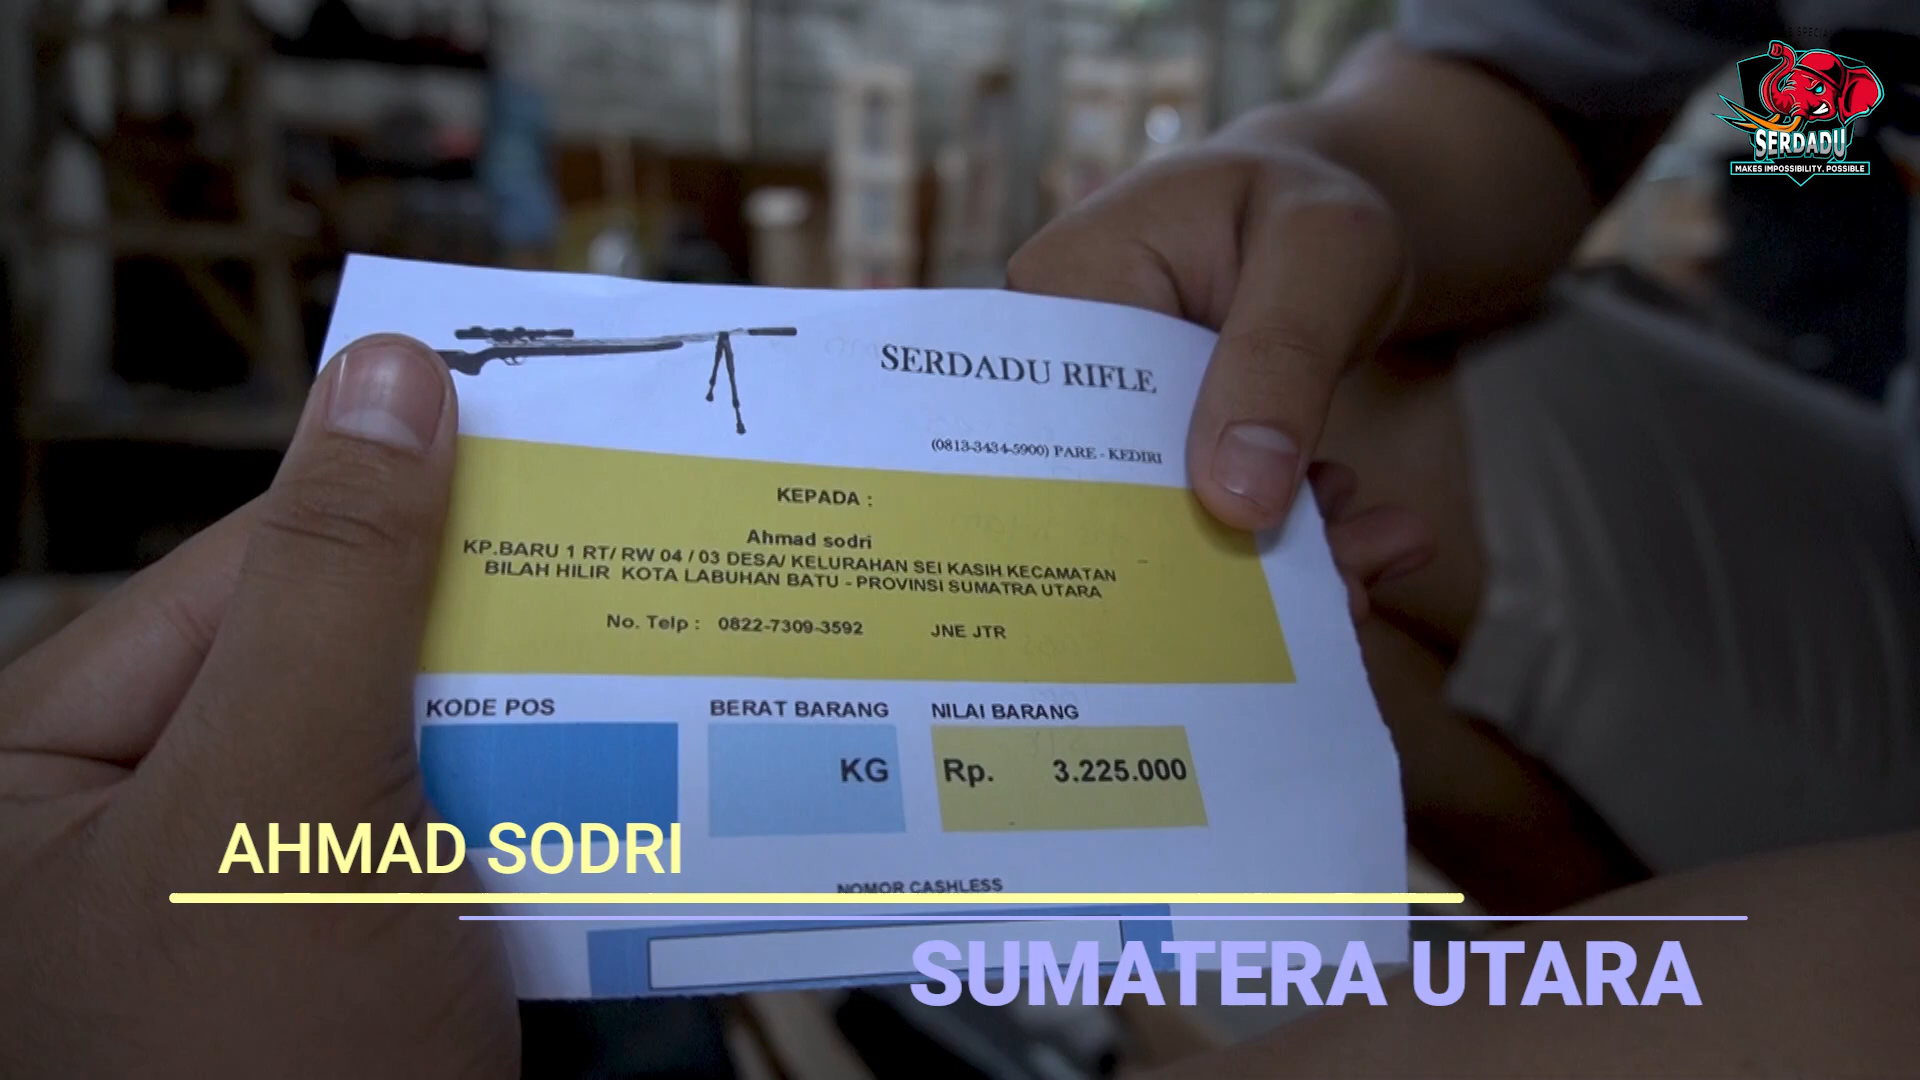 SERDADU
MAKES IMPOSSIBILITY, POSSIBLE
SERDADU RIFLE
(0813-3434-5900) PARE - KEDIRI
KEPADA :
Ahmad sodri
KP.BARU 1 RT/ RW 04 / 03 DESA/ KELURAHAN SEI KASIH KECAMATAN
BILAH HILIR KOTA LABUHAN BATU - PROVINSI SUMATRA UTARA
No. Telp : 0822-7309-3592 JNE JTR
KODE POS BERAT BARANG NILAI BARANG
KG Rp. 3.225.000
AHMAD SODRI
NOMOR CASHLESS
SUMATERA UTARA